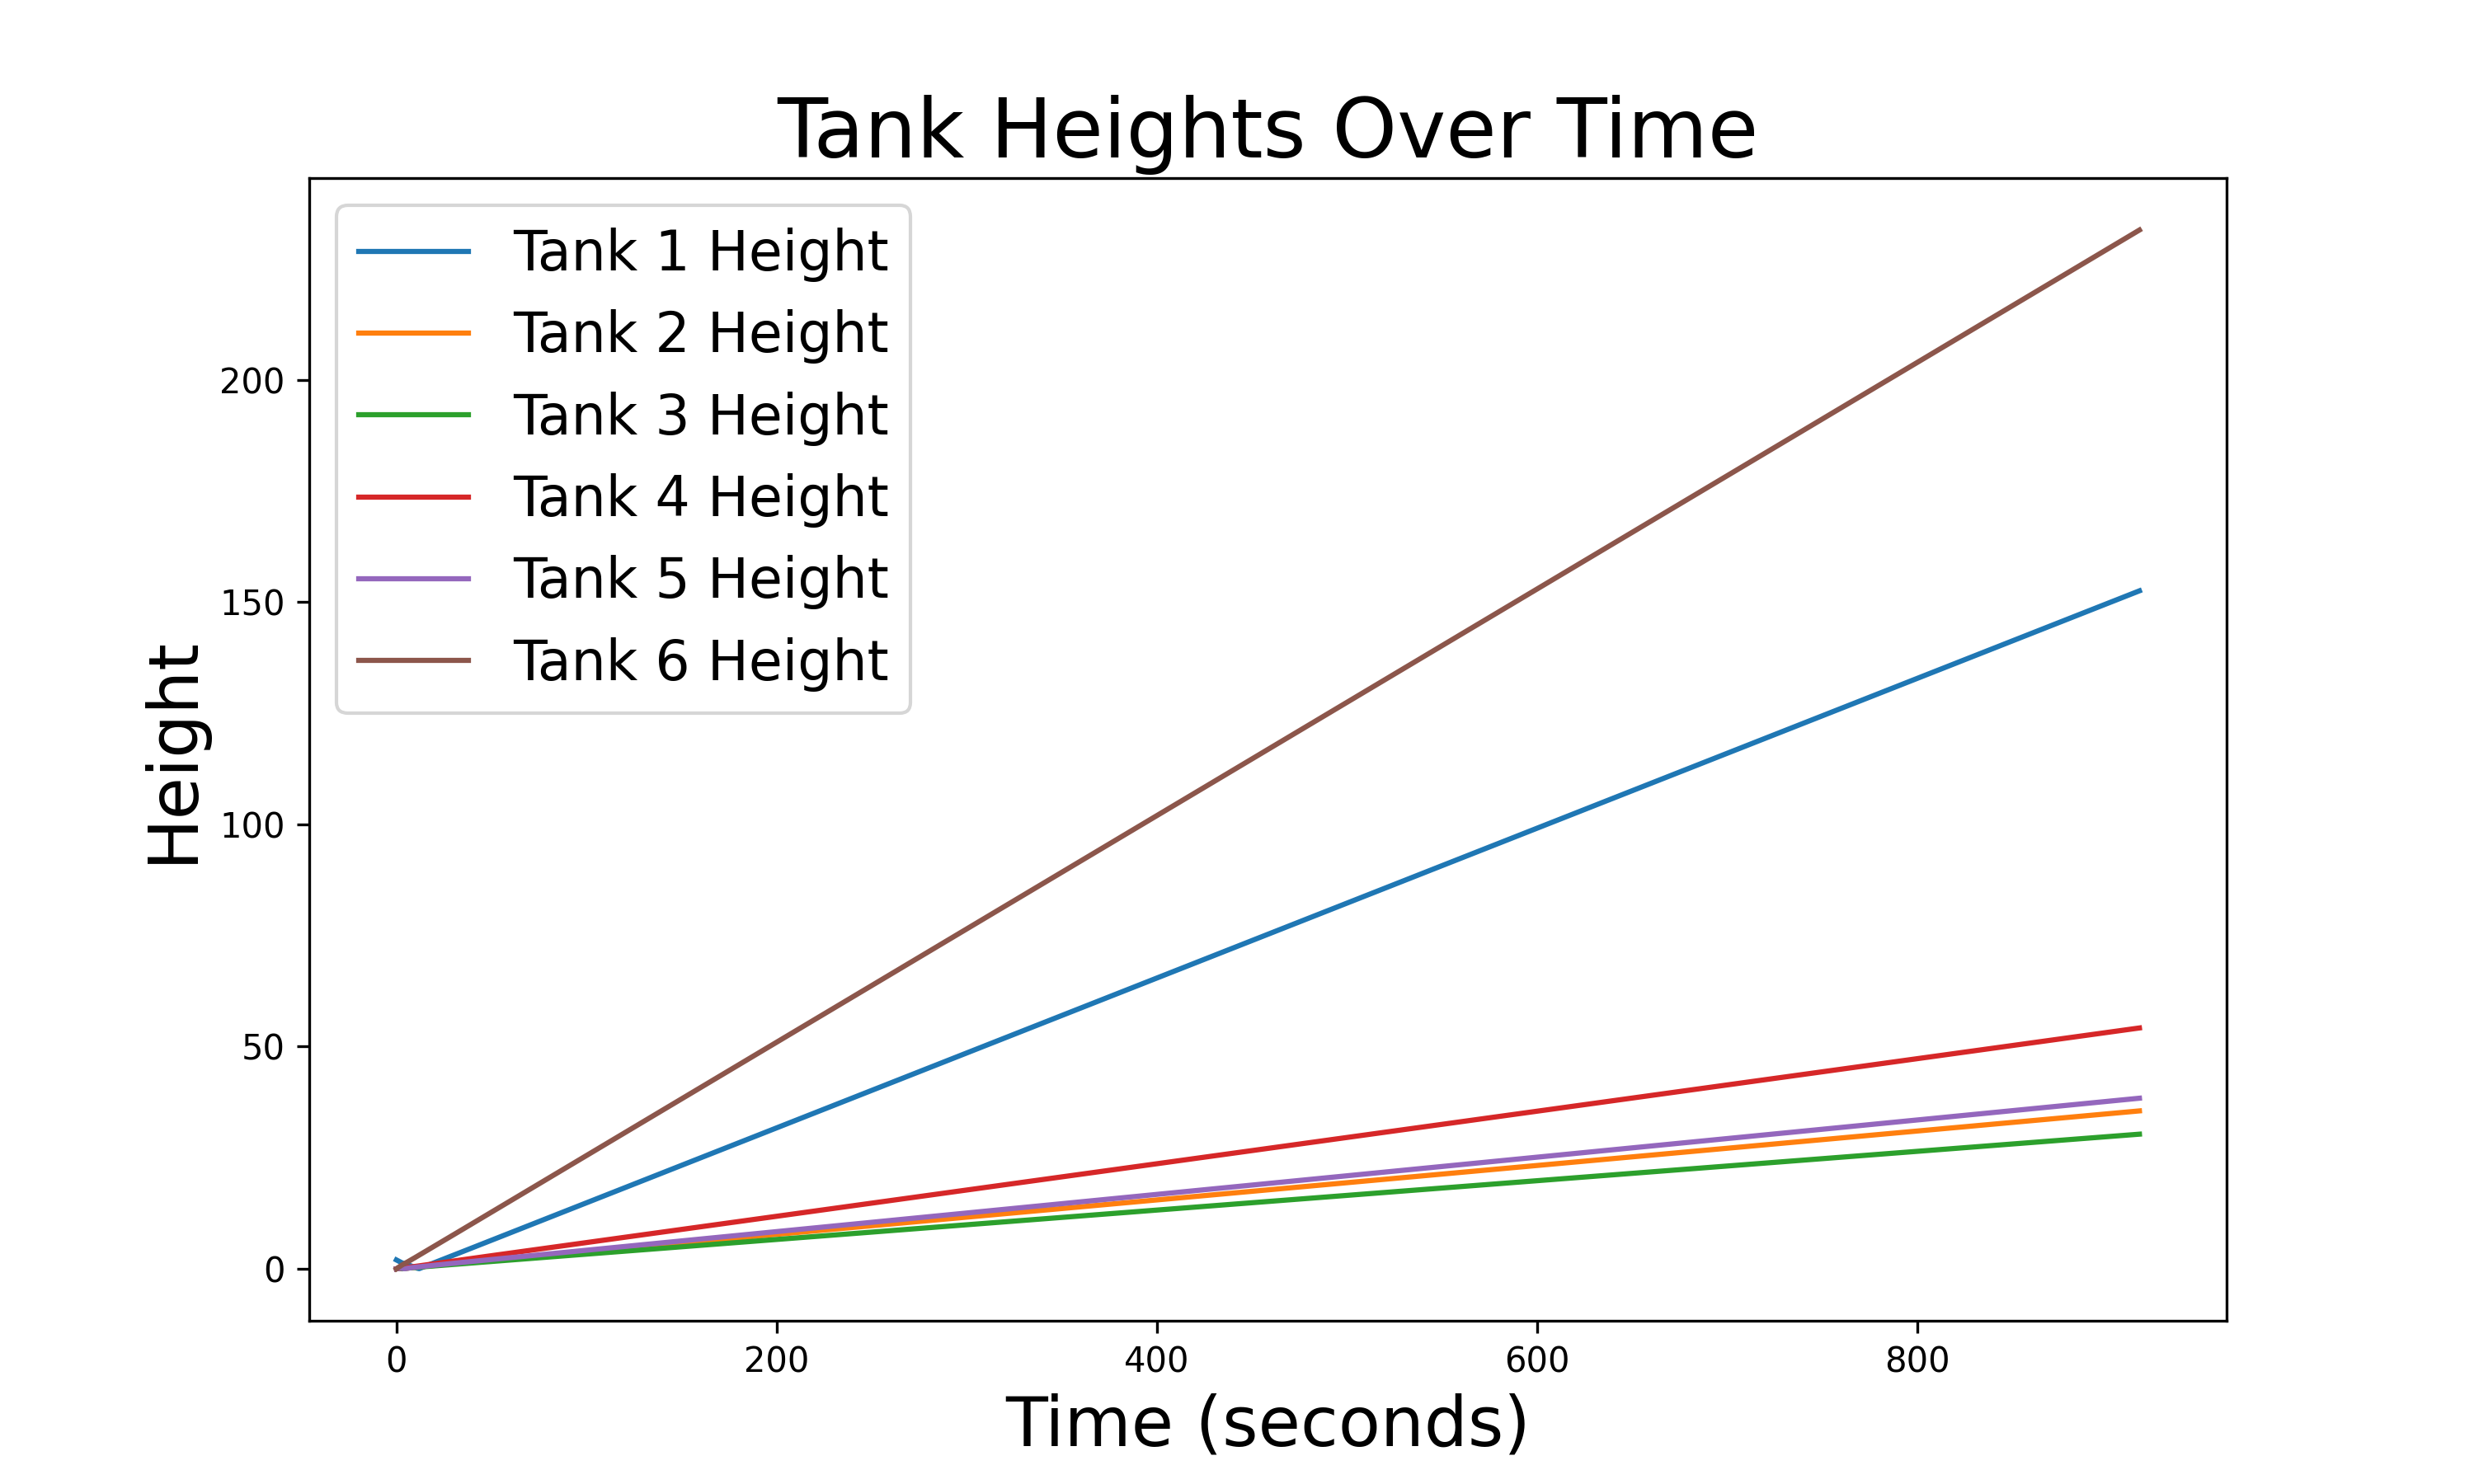 Tank Heights Over Time
Tank 1 Height
Tank 2 Height
Tank 3 Height
Tank 4 Height
Tank 5 Height
Tank 6 Height
Height
200
150
100
50
0
0 200 400 600 800
Time (seconds)